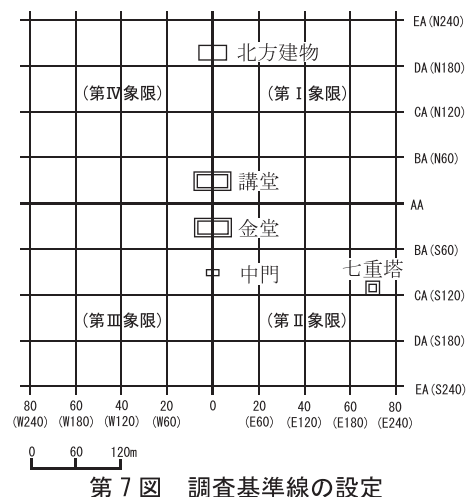 EA(N240)
北方建物
DA(N180)
(第Ⅳ象限) (第Ⅰ象限)
CA(N120)
BA(N60)
講堂
AA
金堂
BA(S60)
中門 七重塔
CA(S120)
(第Ⅲ象限) (第Ⅱ象限)
DA(S180)
EA(S240)
80 60 40 20 0 20 40 60 80
(W240) (W180) (W120) (W60) (E60) (E120) (E180) (E240)
0 60 120m
第7図 調査基準線の設定